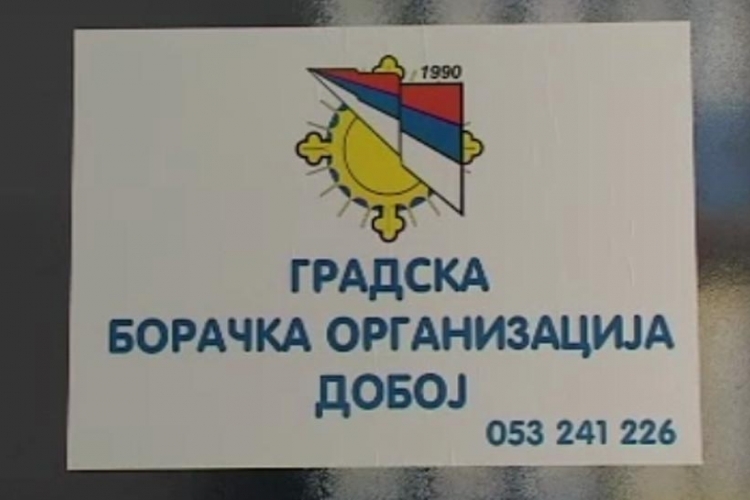 1990
ГРАДСКА
БОРАЧКА ОРГАНИЗАЦИЈА
ДОБОЈ
053 241 226